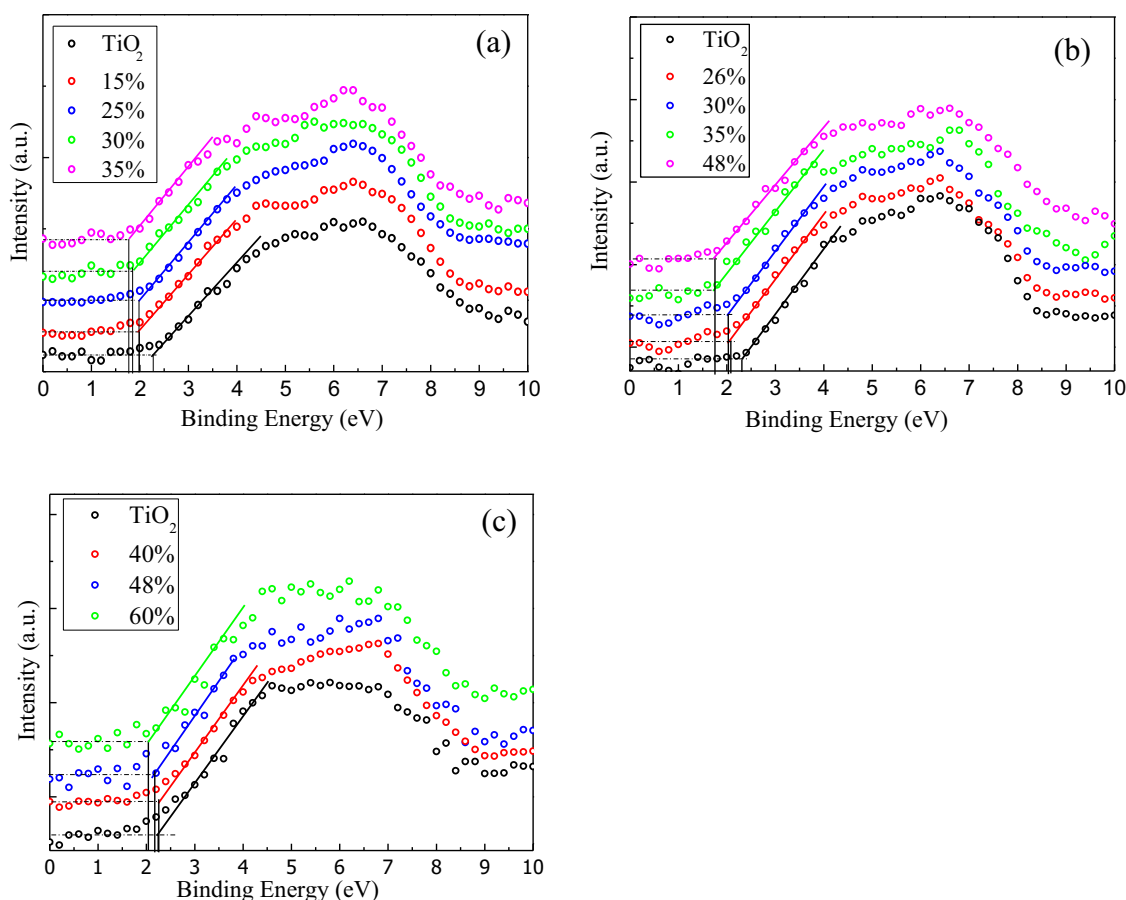 (a)
TiO2
15%
25%
30%
35%
Intensity (a.u.)
0 1 2 3 4 5 6 7 8 9 10
Binding Energy (eV)
(b)
TiO2
26%
30%
35%
48%
Intensity (a.u.)
0 1 2 3 4 5 6 7 8 9 10
Binding Energy (eV)
(c)
TiO2
40%
48%
60%
Intensity (a.u.)
0 1 2 3 4 5 6 7 8 9 10
Binding Energy (eV)